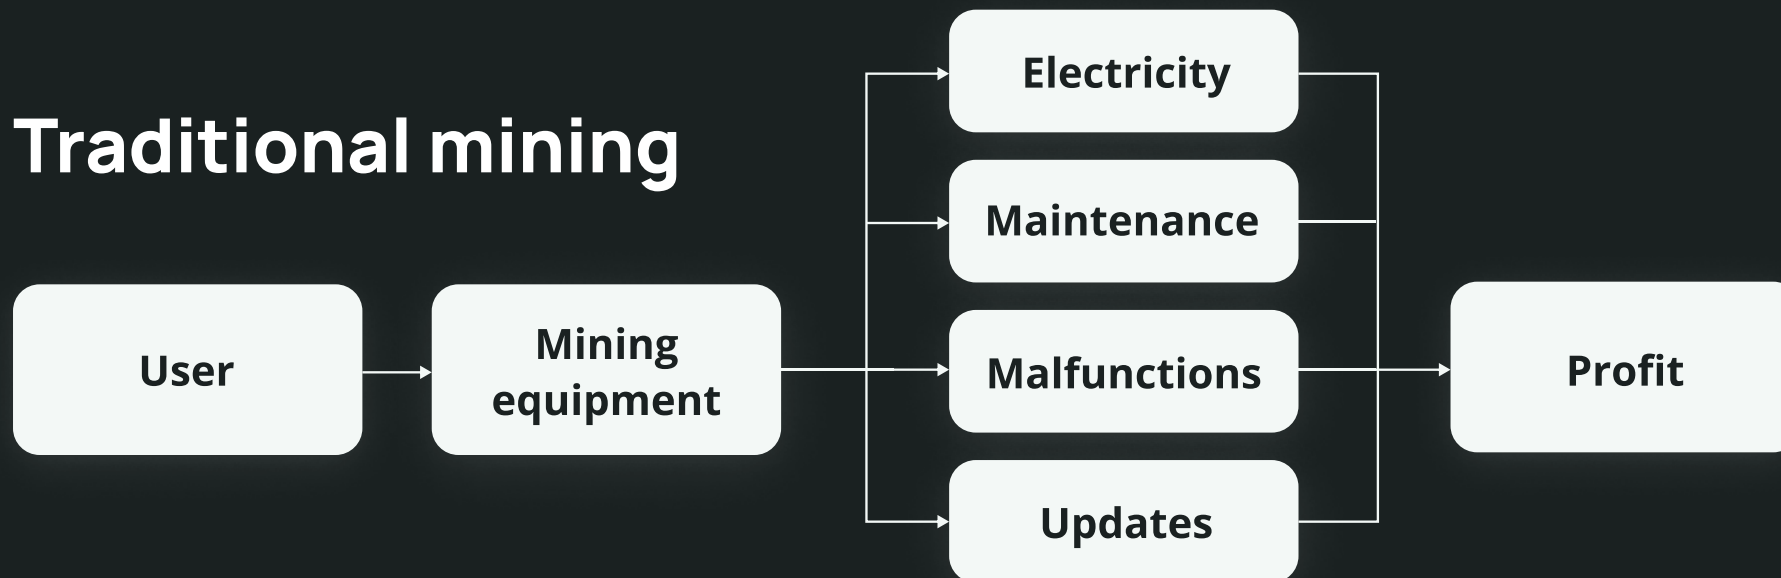 Traditional mining
User
Mining
equipment
Electricity
Maintenance
Malfunctions
Updates
Profit